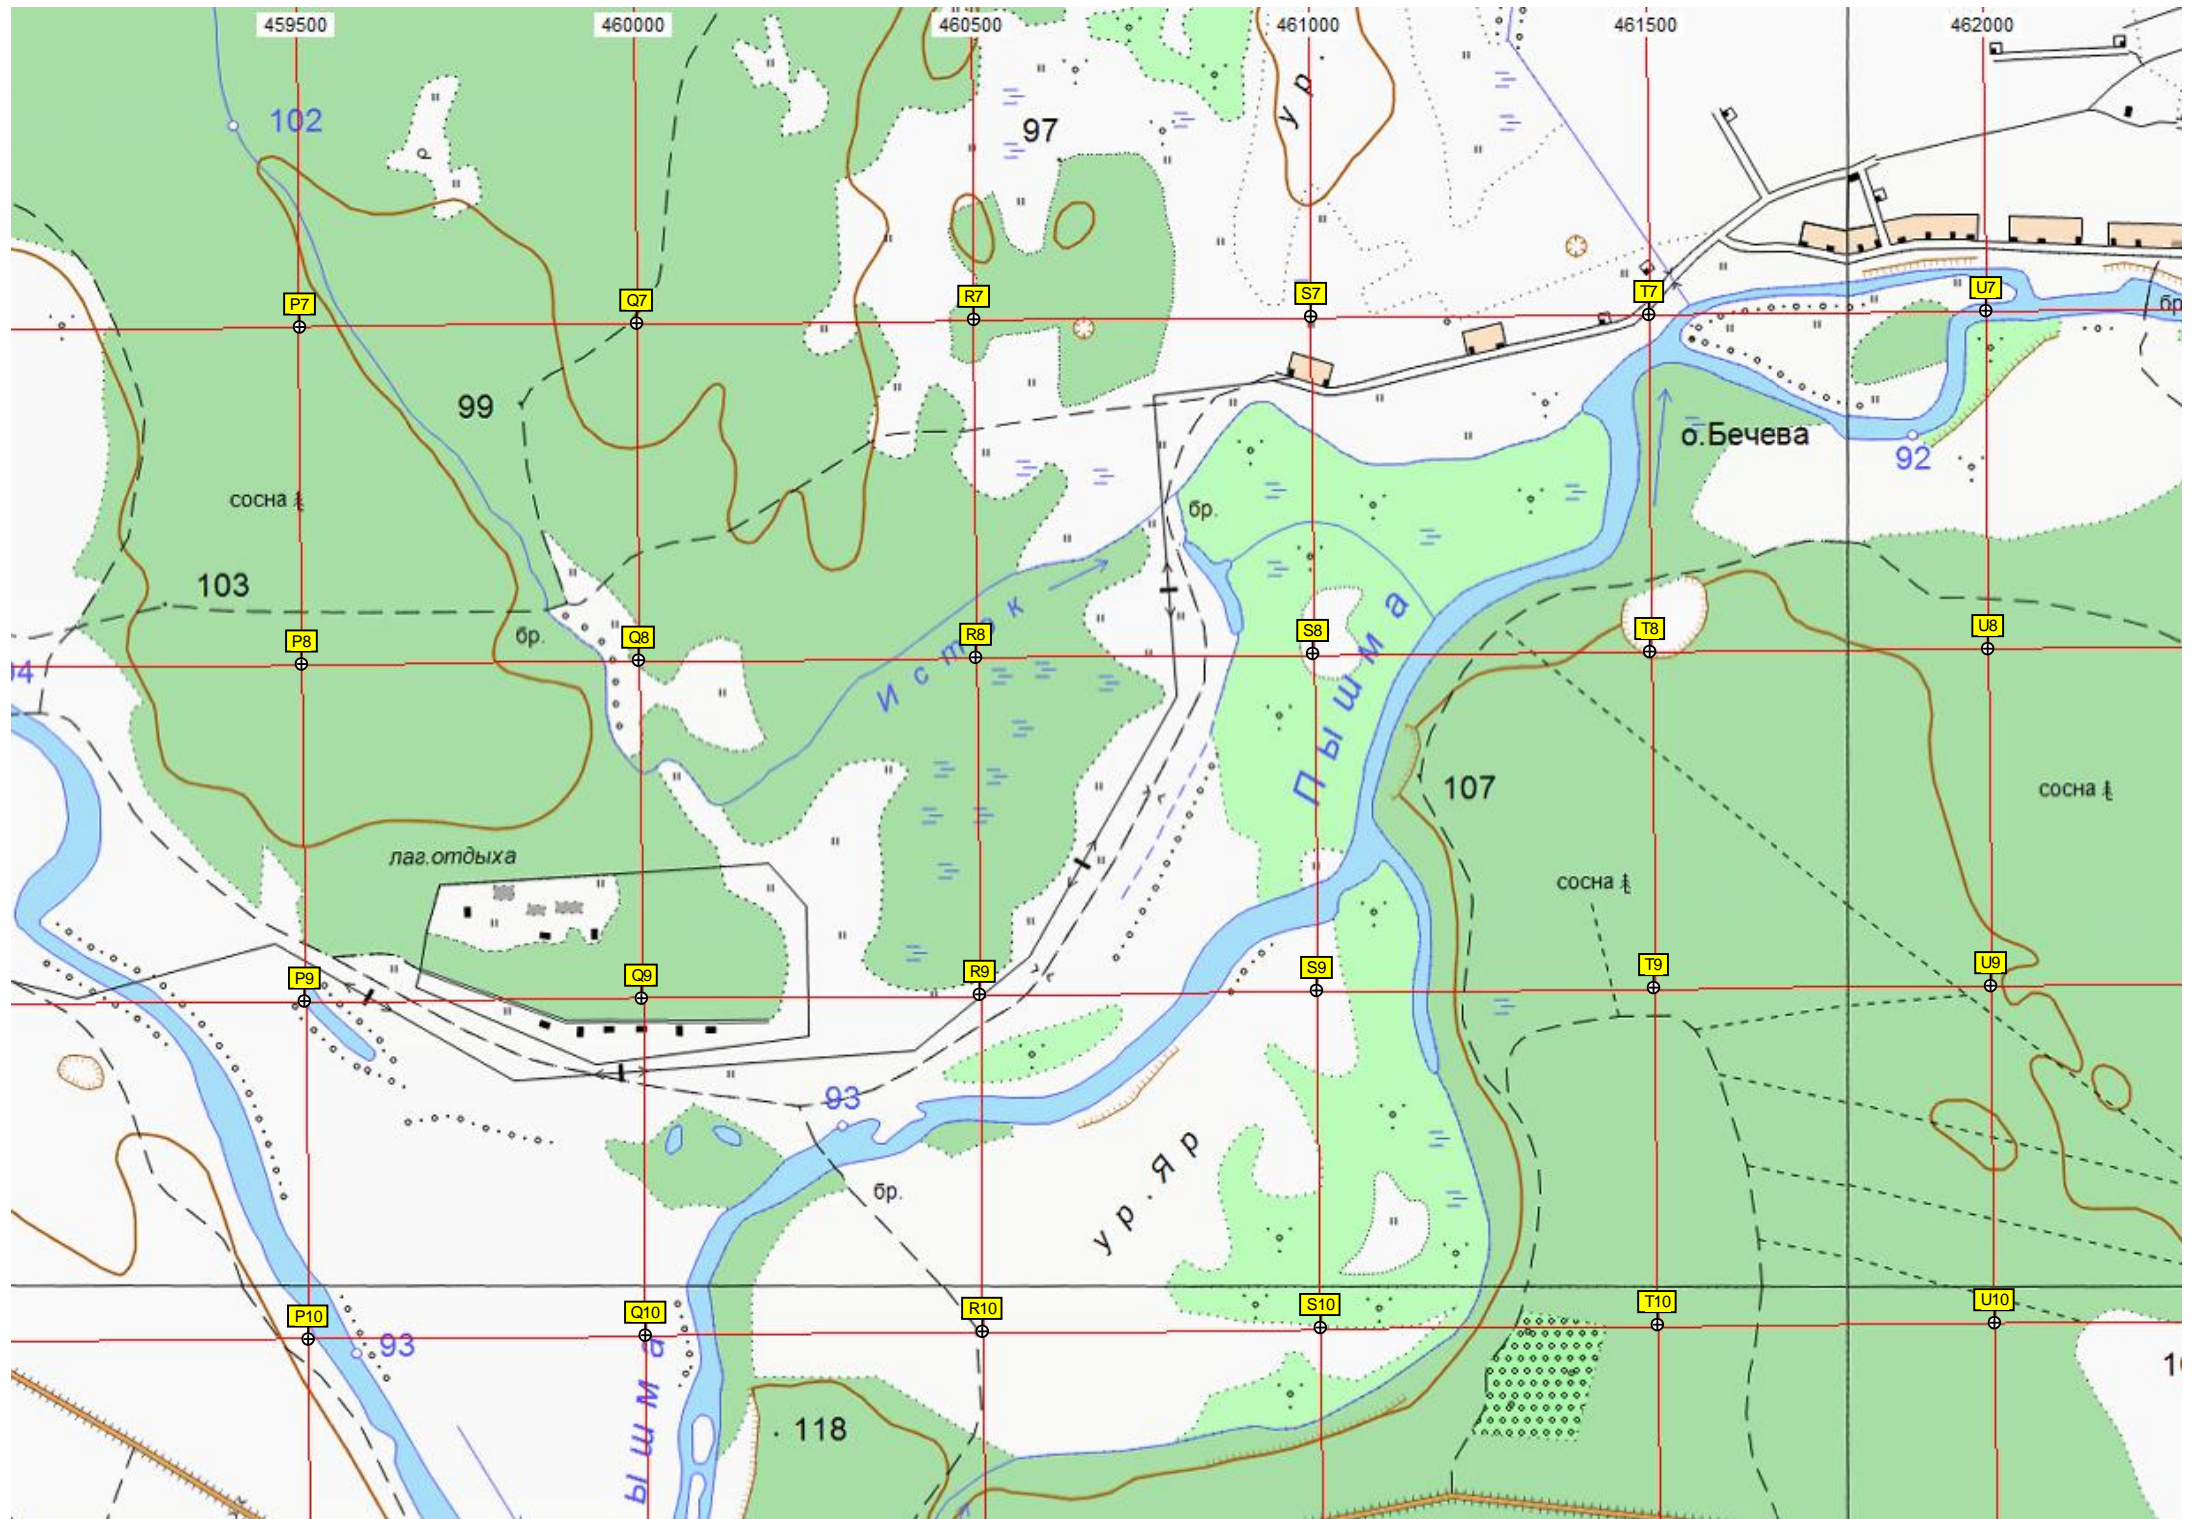 459500 460000 460500 461000 461500 462000
ур.
102
97
P7 Q7 R7 S7 T7 U7
бр
99
о.Бечева
92
сосна
бр.
103
Исток
бр.
P8 Q8 R8 S8 T8 U8
Пышма
107
сосна
лаг.отдыха
сосна
P9 Q9 R9 S9 T9 U9
93
бр.
ур.Яр
P10 Q10 R10 S10 T10 U10
93
ышма
118